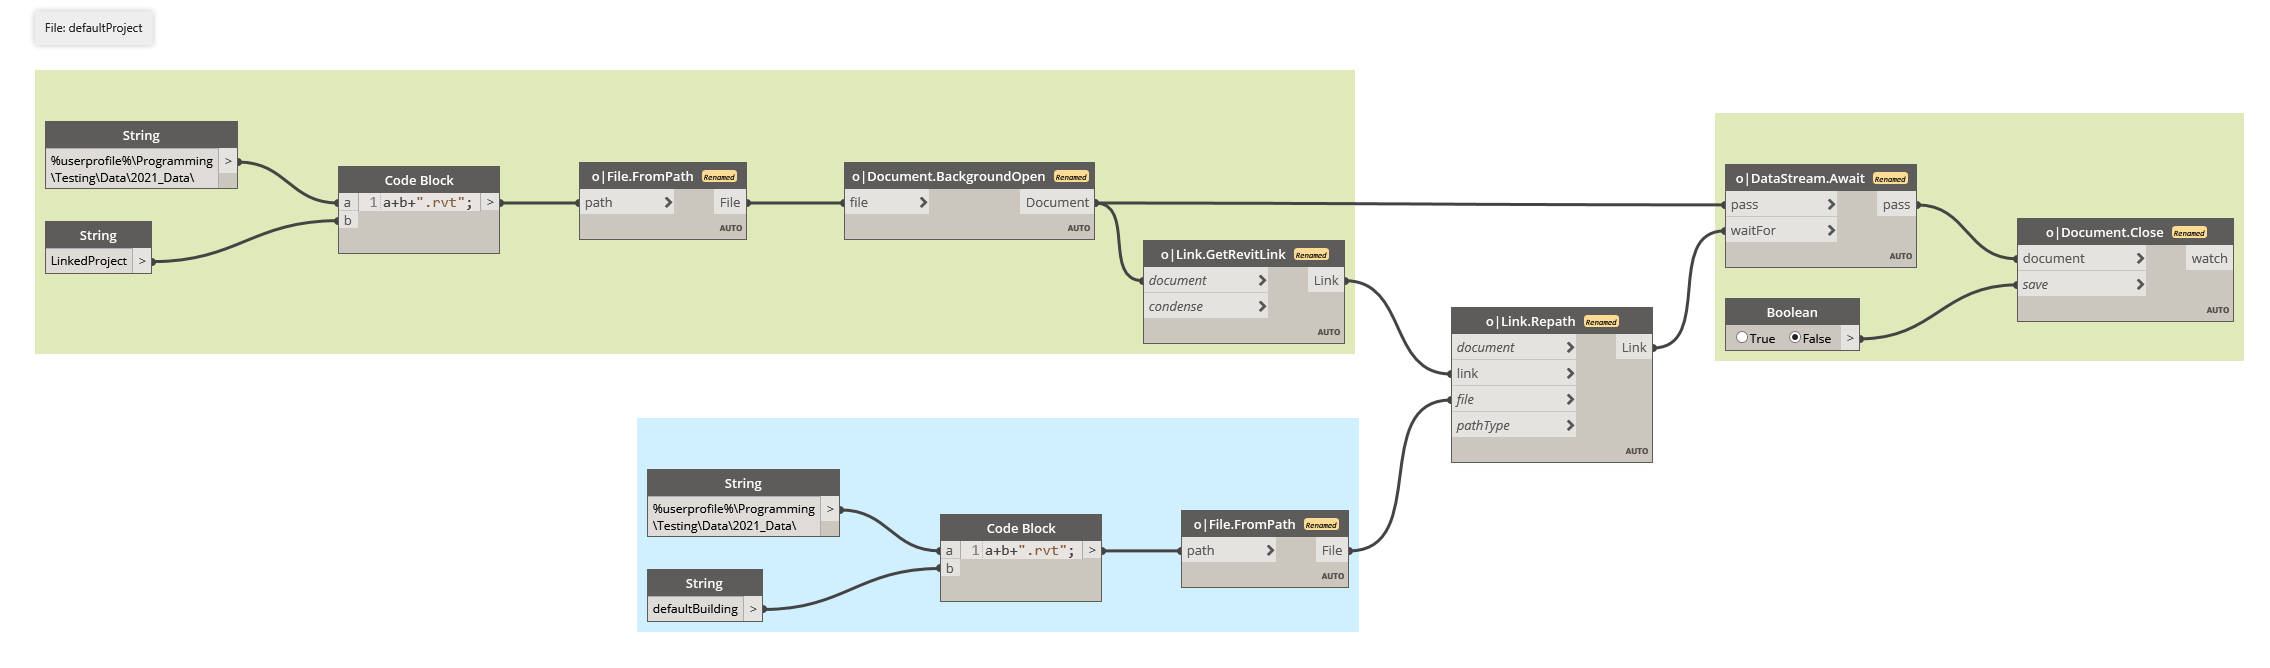 File: defaultProject
String
%userprofile%\Programming
\Testing\Data\2021_Data\
>
String
LinkedProject >
Code Block
a 1 a+b+".rvt"; >
b
o|File.FromPath Renamed
path > File
AUTO
o|Document.BackgroundOpen Renamed
file > Document
AUTO
o|Link.GetRevitLink Renamed
document > Link
condense >
AUTO
o|Link.Repath Renamed
document > Link
link >
file >
pathType >
AUTO
o|DataStream.Await Renamed
pass > pass
waitFor >
AUTO
Boolean
True False >
o|Document.Close Renamed
document > watch
save >
AUTO
String
%userprofile%\Programming
\Testing\Data\2021_Data\
>
String
defaultBuilding >
Code Block
a 1 a+b+".rvt"; >
b
o|File.FromPath Renamed
path > File
AUTO